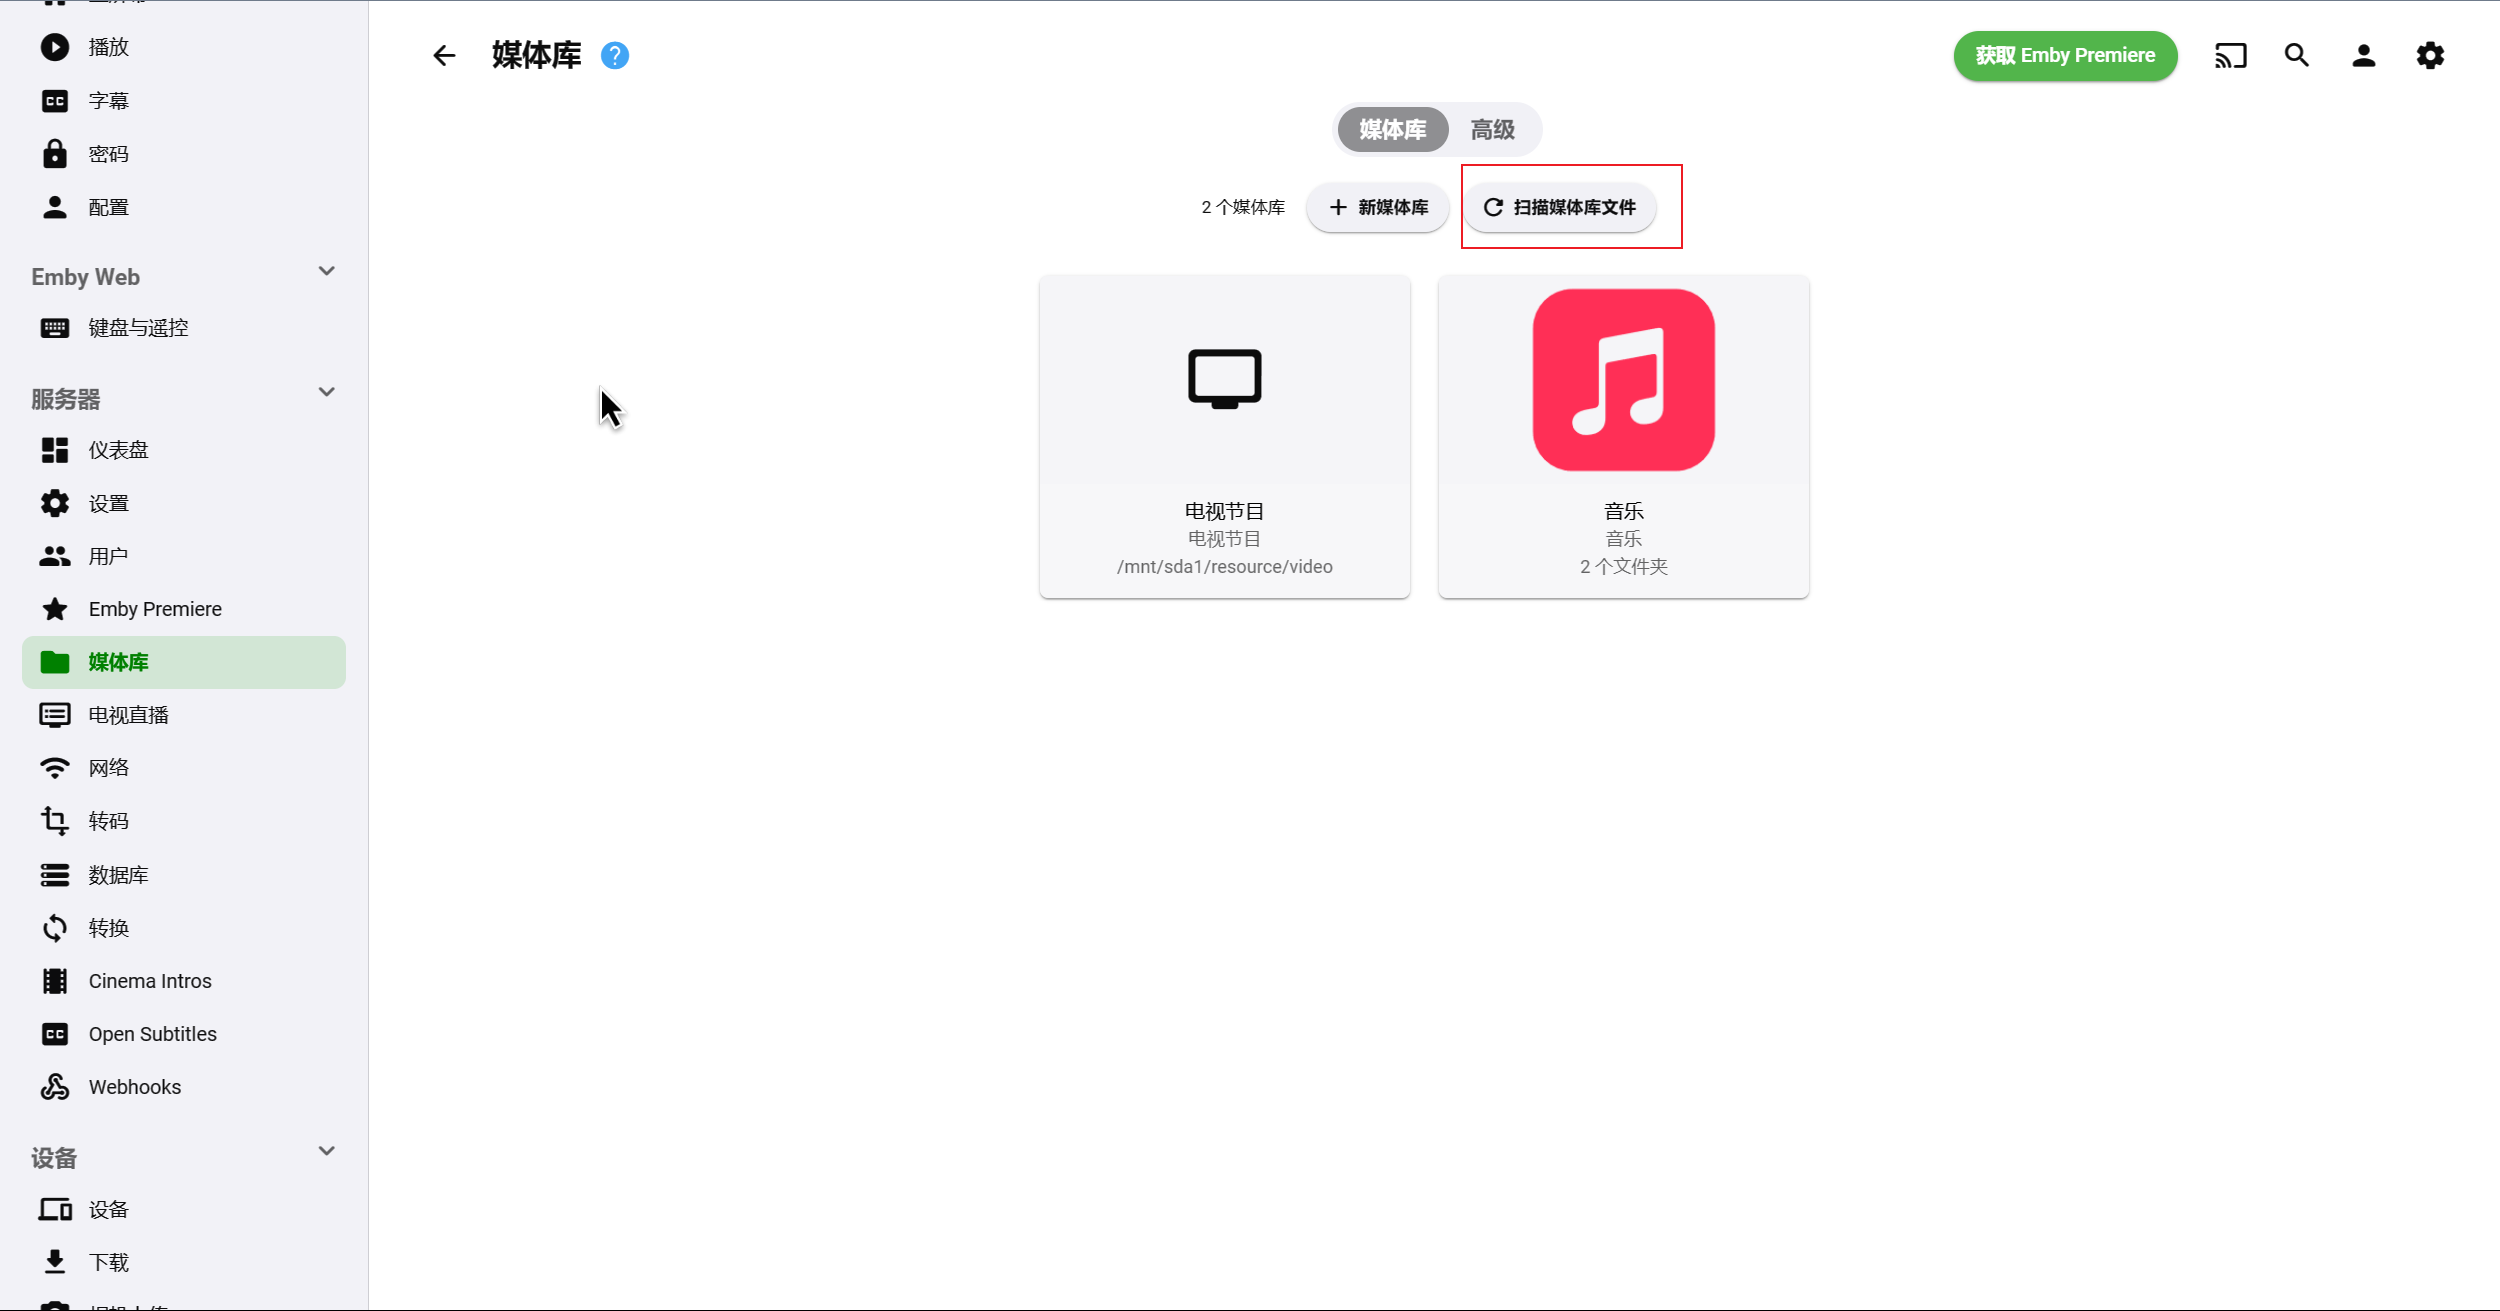 播放
字幕
密码
配置
Emby Web
键盘与遥控
服务器
仪表盘
设置
用户
Emby Premiere
媒体库
电视直播
网络
转码
数据库
转换
Cinema Intros
Open Subtitles
Webhooks
设备
设备
下载
媒体库 ?
获取 Emby Premiere
媒体库 高级
2 个媒体库 新媒体库 扫描媒体库文件
电视节目
电视节目
/mnt/sda1/resource/video
音乐
音乐
2 个文件夹